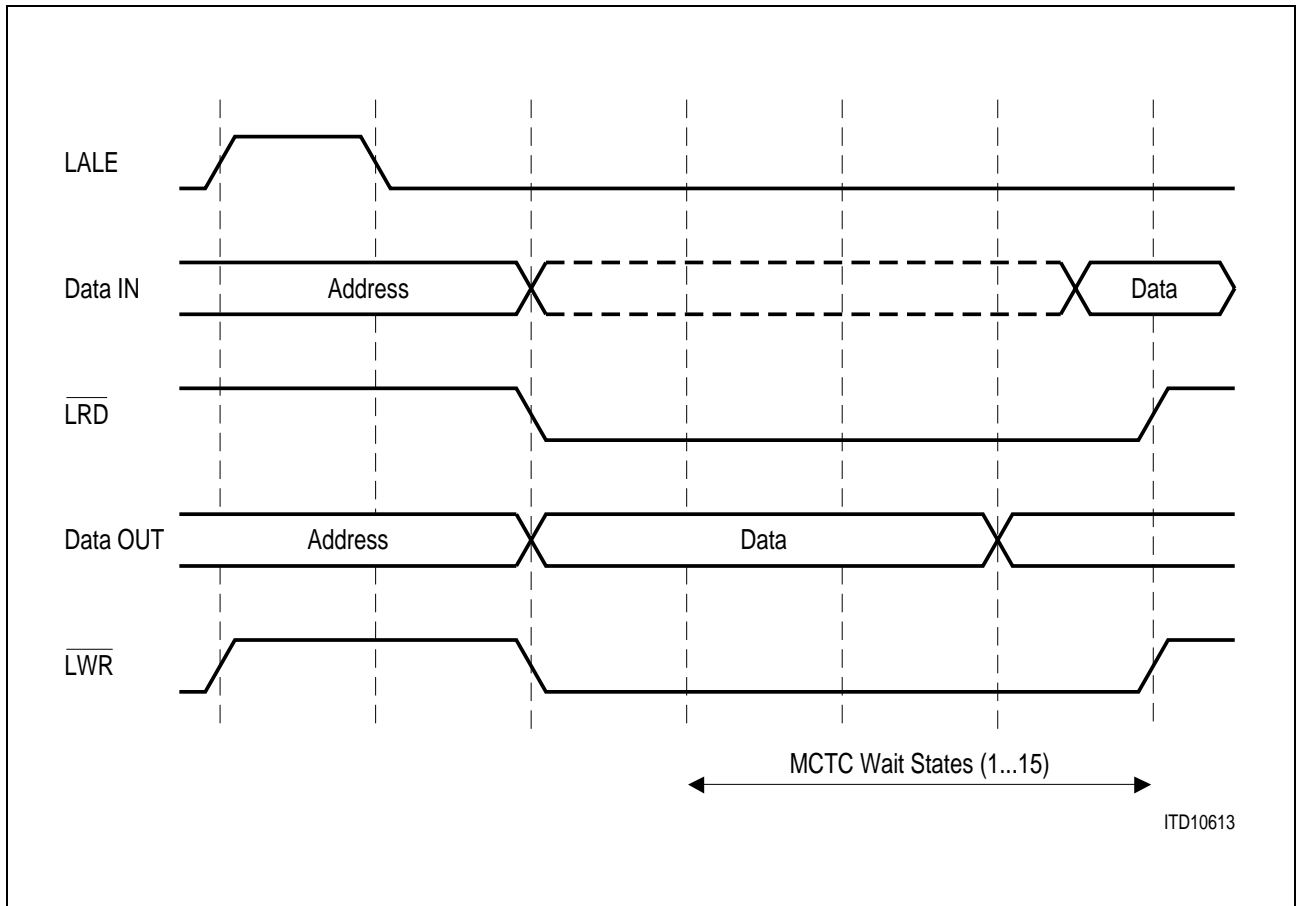 LALE
Data IN
Address
Data
LRD
Data OUT
Address
Data
LWR
MCTC Wait States (1...15)
ITD10613